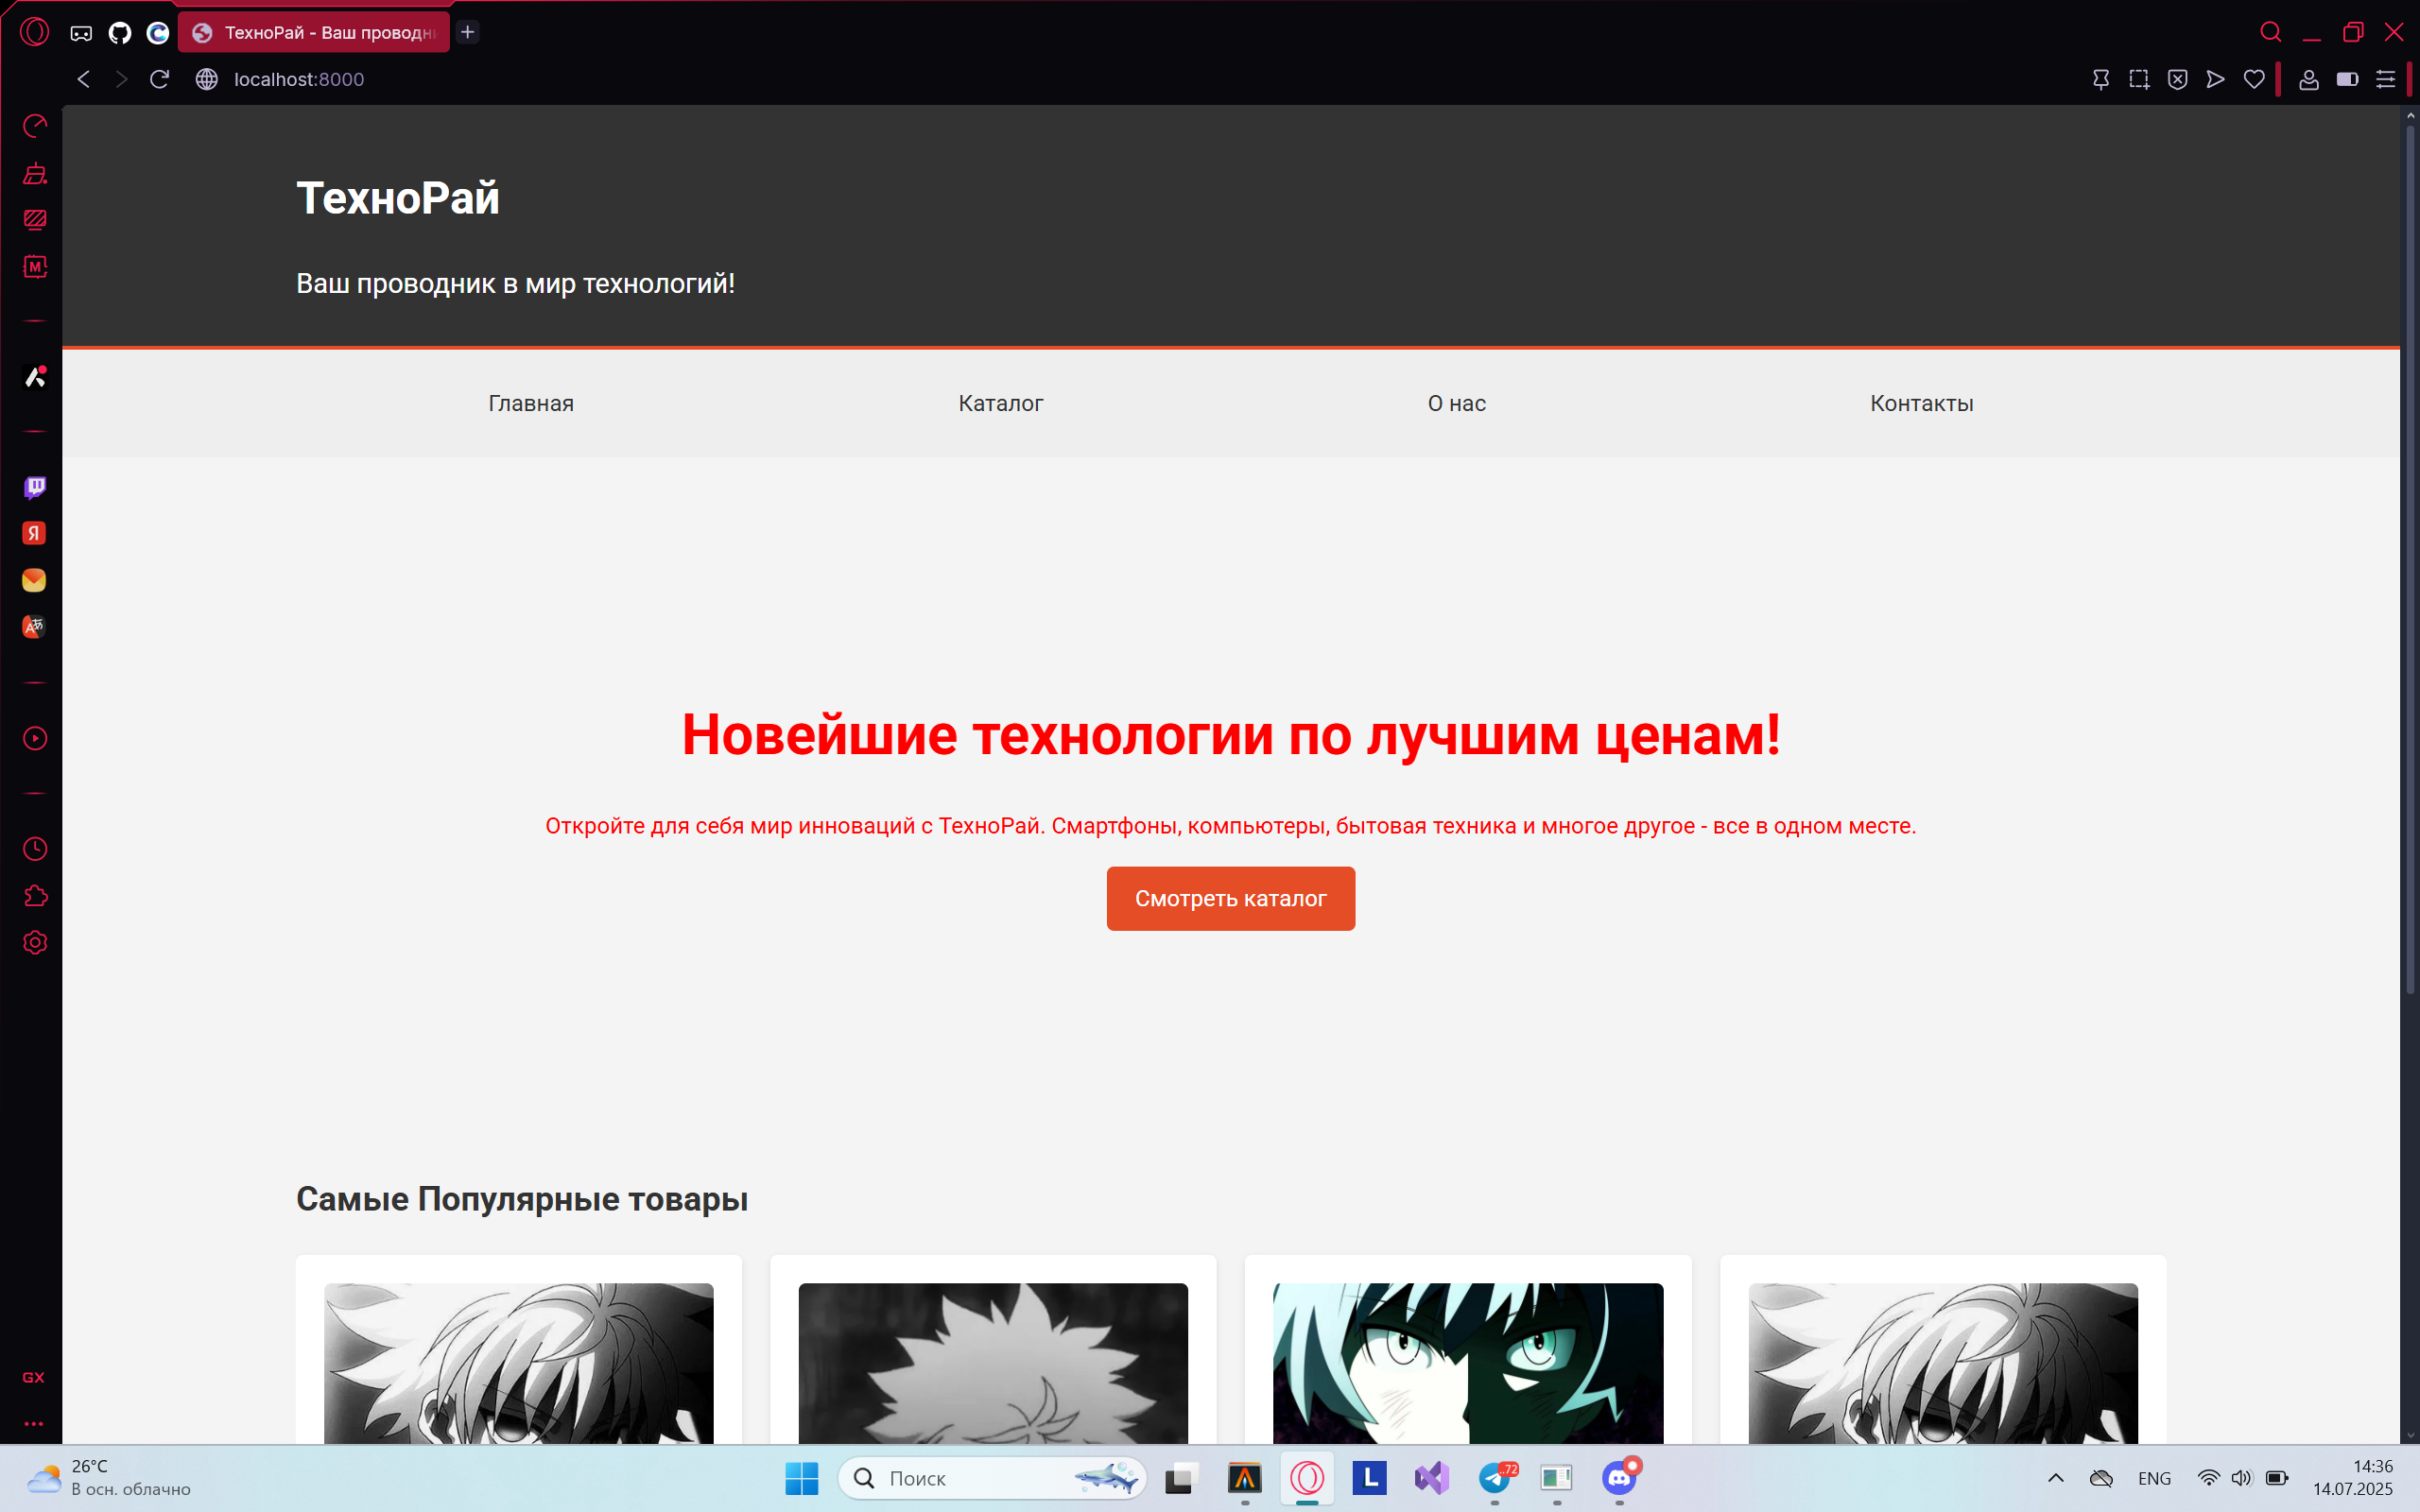 ТехноРай - Ваш проводн
localhost:8000
M
ТехноРай
Ваш проводник в мир технологий!
Главная
Каталог
О нас
Контакты
Я
Новейшие технологии по лучшим ценам!
Откройте для себя мир инноваций с ТехноРай. Смартфоны, компьютеры, бытовая техника и многое другое - все в одном месте.
Смотреть каталог
Самые Популярные товары
GX
26°C
В осн. облачно
Поиск
L
..72
ENG
14:36
14.07.2025